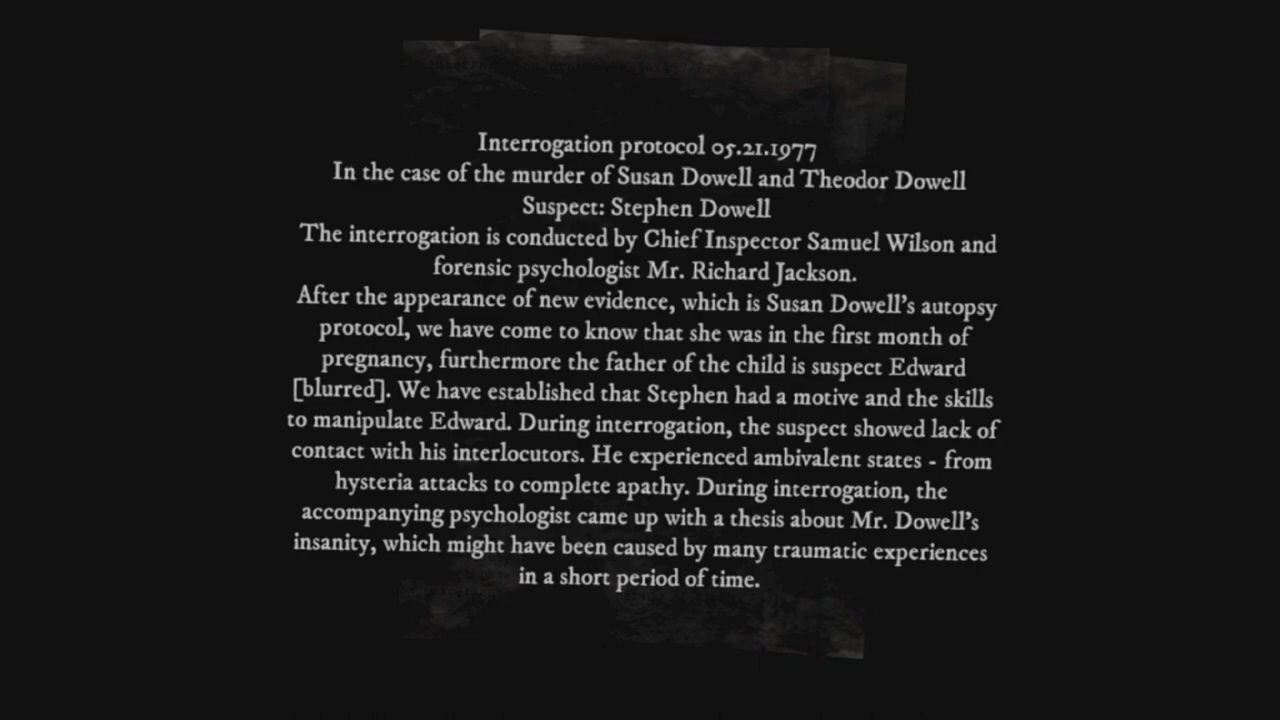 Interrogation protocol 05.21.1977
In the case of the murder of Susan Dowell and Theodor Dowell
Suspect: Stephen Dowell
The interrogation is conducted by Chief Inspector Samuel Wilson and
forensic psychologist Mr. Richard Jackson.
After the appearance of new evidence, which is Susan Dowell's autopsy
protocol, we have come to know that she was in the first month of
pregnancy, furthermore the father of the child is suspect Edward
[blurred]. We have established that Stephen had a motive and the skills
to manipulate Edward. During interrogation, the suspect showed lack of
contact with his interlocutors. He experienced ambivalent states - from
hysteria attacks to complete apathy. During interrogation, the
accompanying psychologist came up with a thesis about Mr. Dowell's
insanity, which might have been caused by many traumatic experiences
in a short period of time.